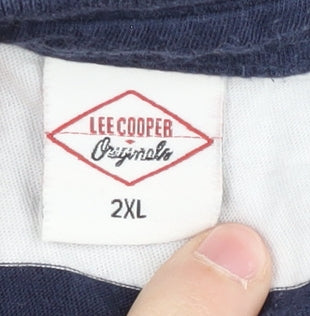 LEE COOPER
Originals
2XL